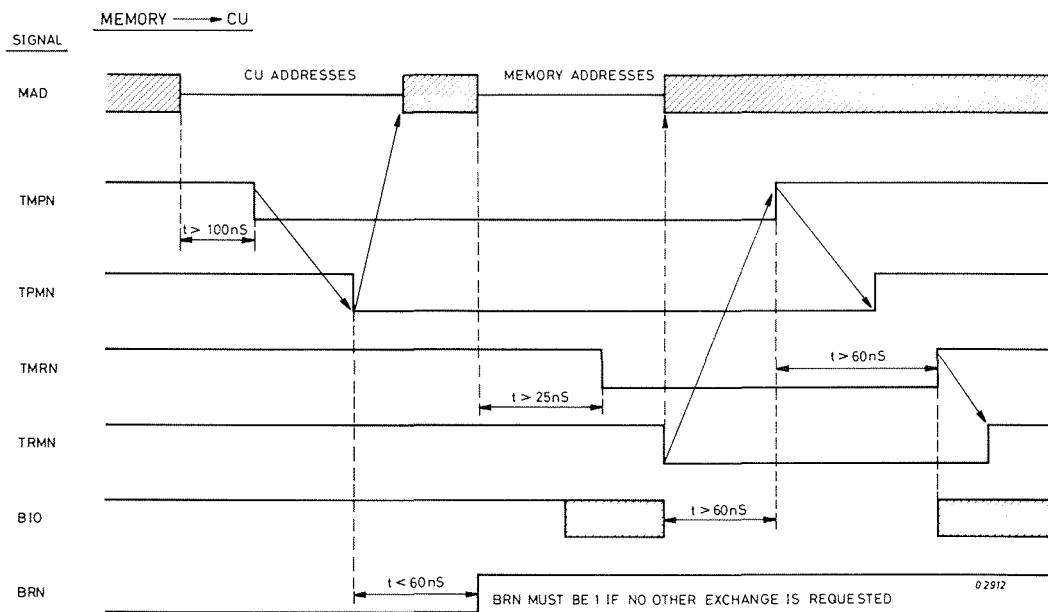 MEMORY → CU
SIGNAL
CU ADDRESSES
MEMORY ADDRESSES
MAD
TMPN
t > 100nS
TPMN
TMRN
t > 60nS
t > 25nS
TRMN
BIO
t > 60nS
t < 60nS
BRN
BRN MUST BE 1 IF NO OTHER EXCHANGE IS REQUESTED
02912